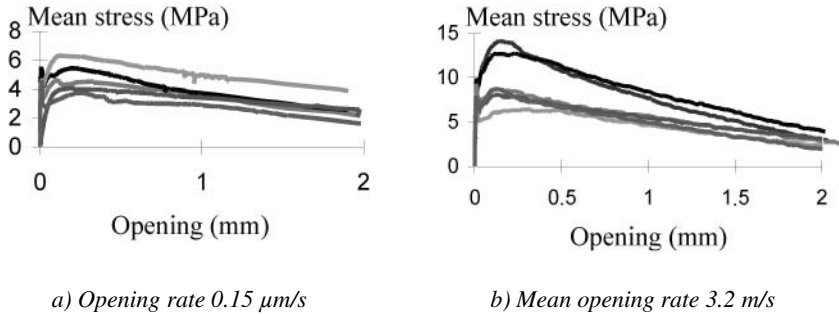 Mean stress (MPa)
8
6
4
2
0
0 1 2
Opening (mm)
a) Opening rate 0.15 µm/s
Mean stress (MPa)
15
10
5
0
0 0.5 1 1.5 2
Opening (mm)
b) Mean opening rate 3.2 m/s